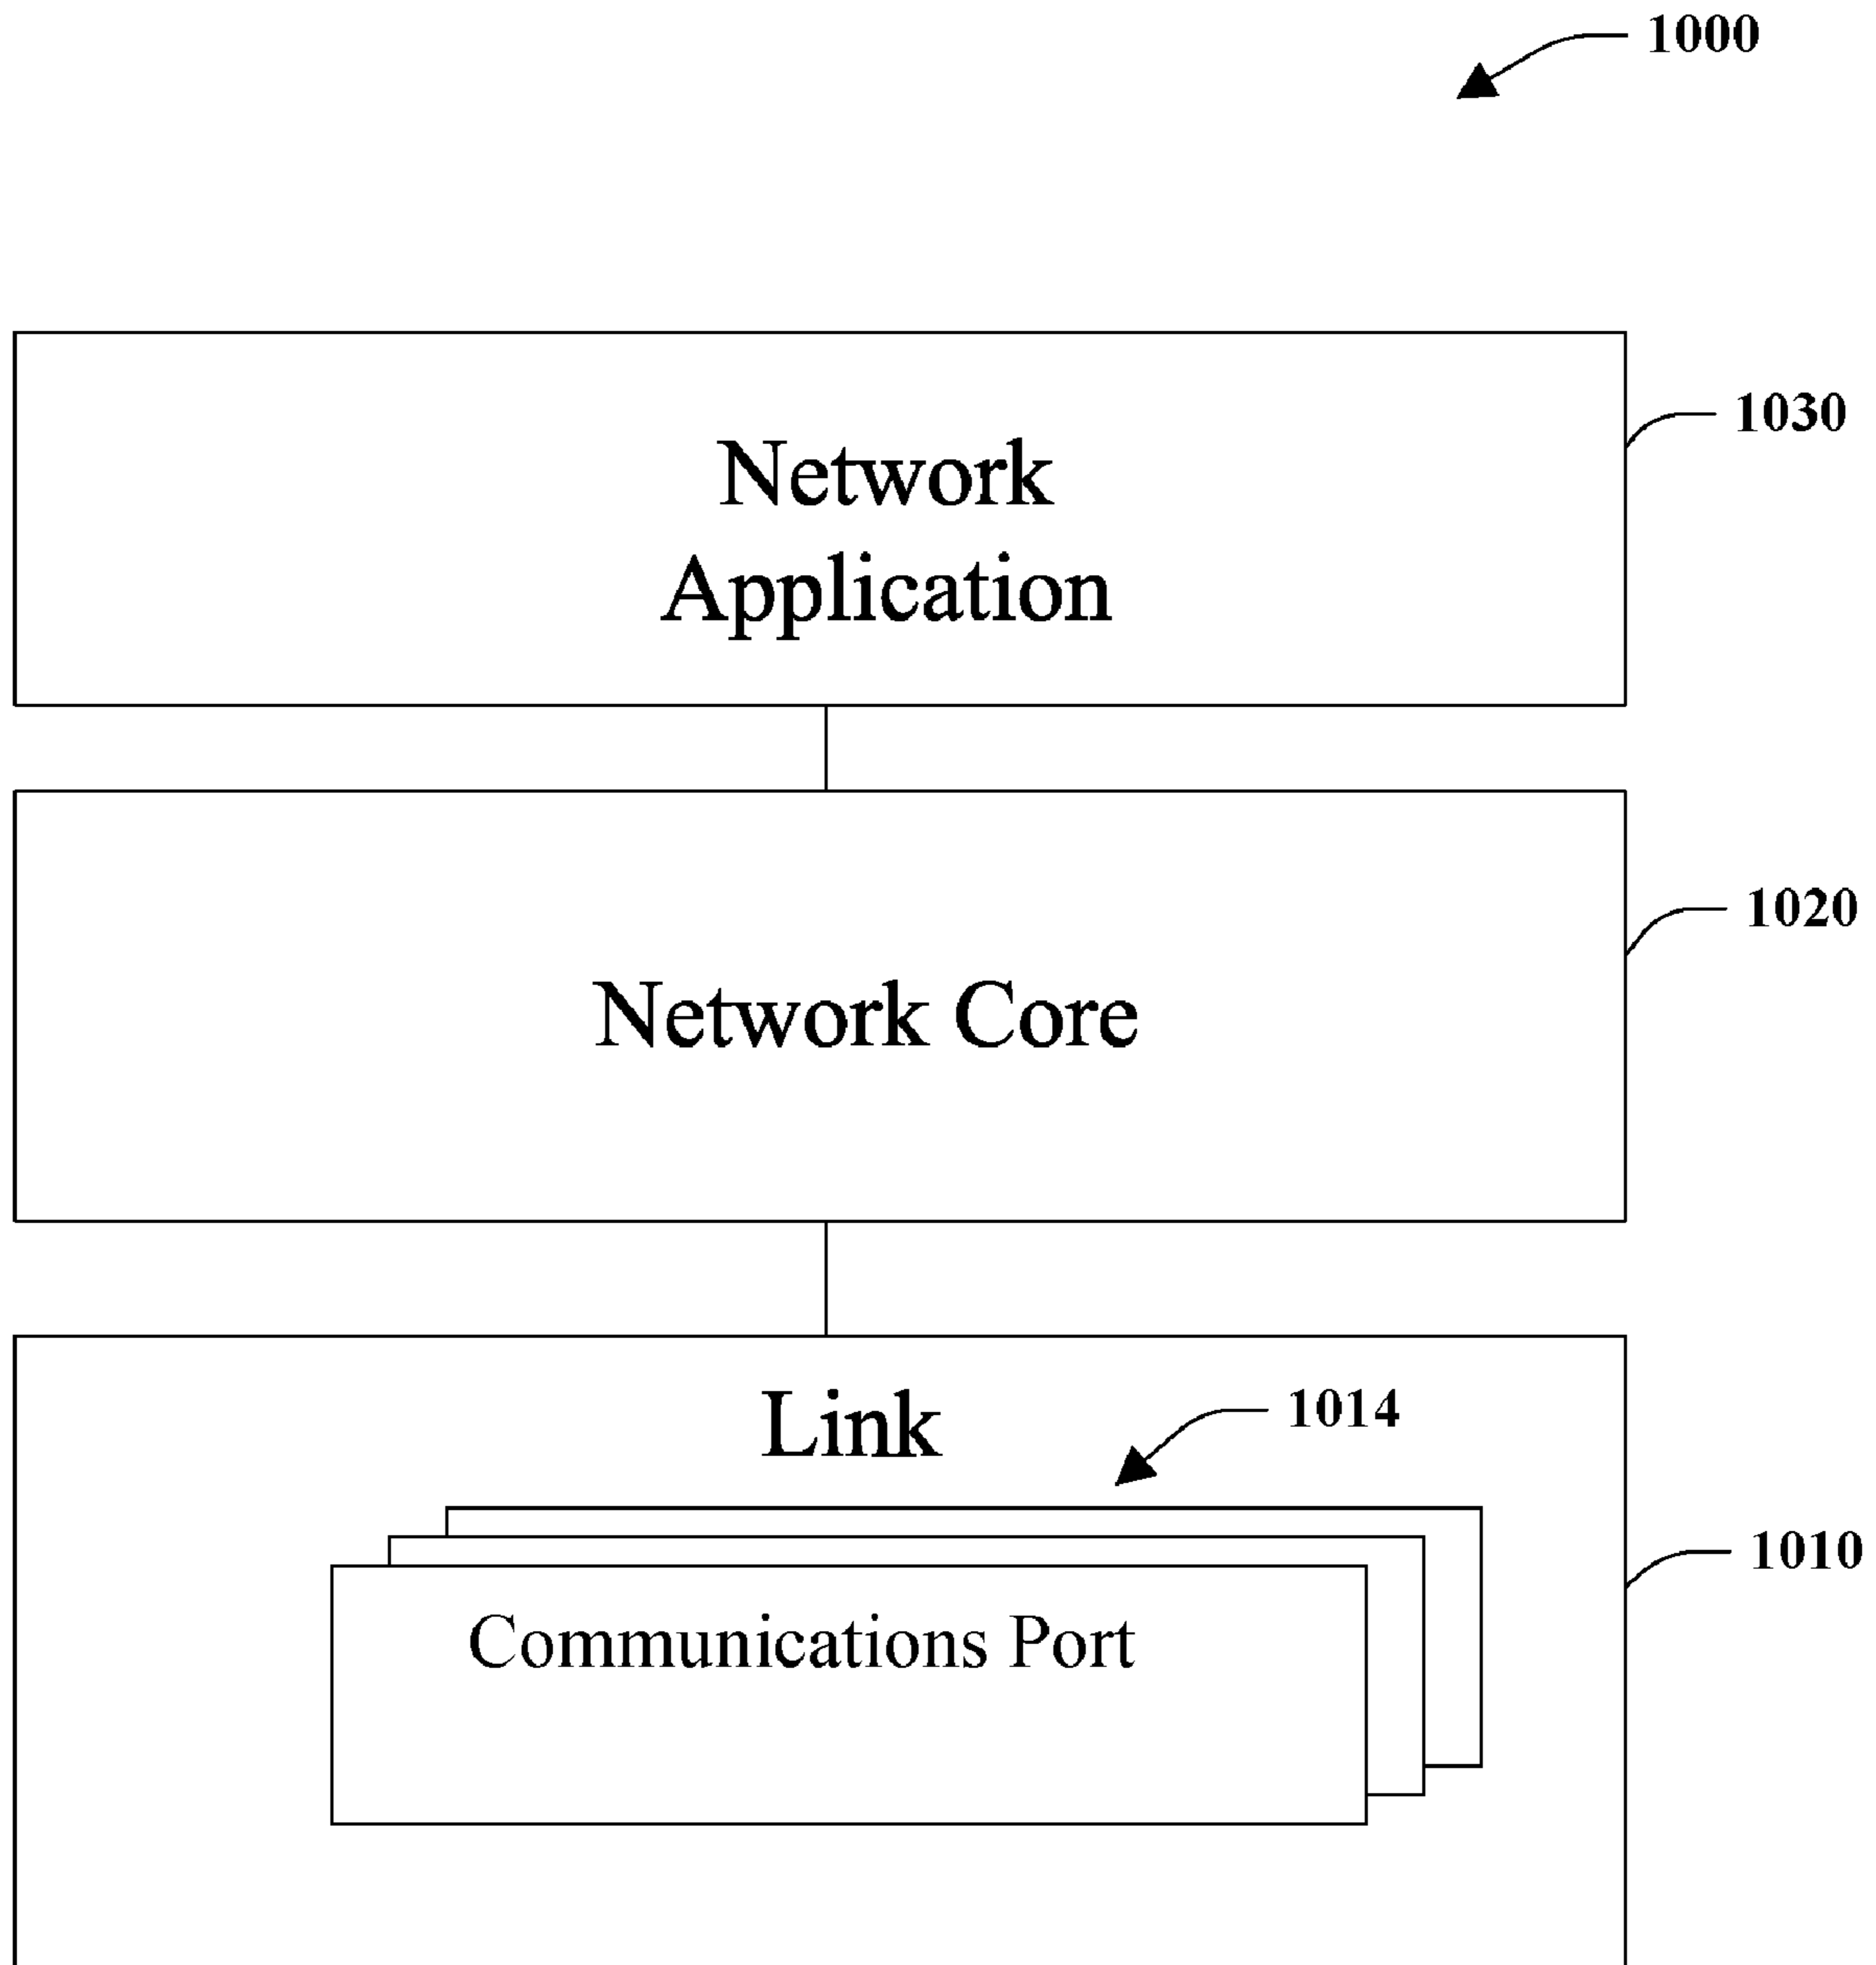 1000
Network
Application
1030
Network Core
1020
Link
1014
Communications Port
1010